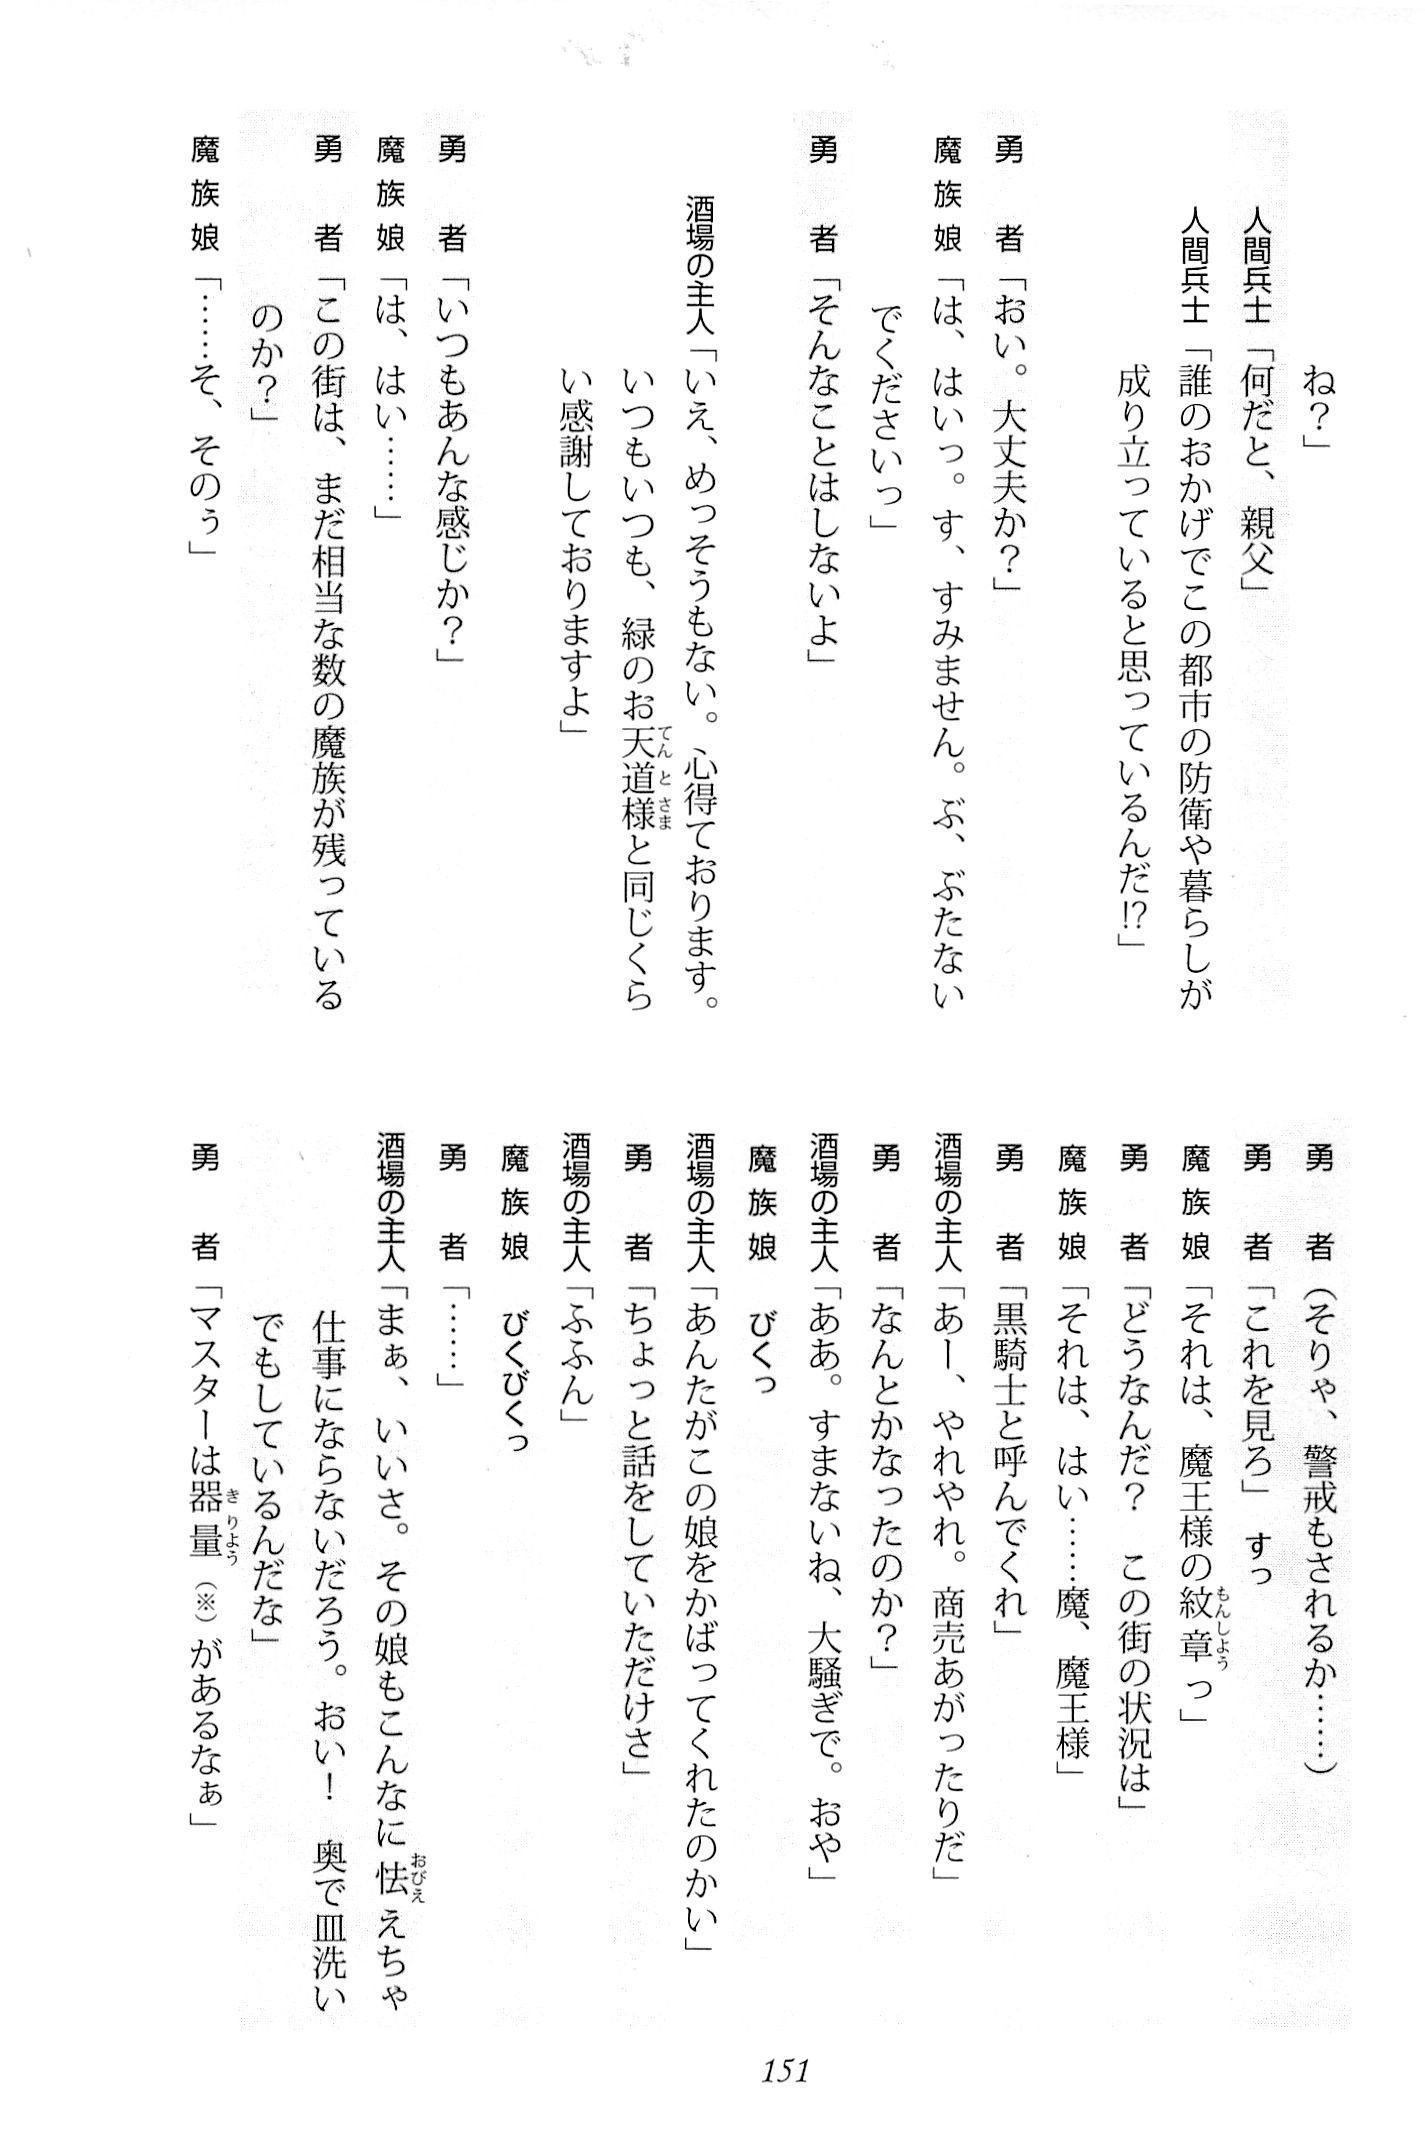 ね？」
人間兵士「何だと、親父」
人間兵士「誰のおかげでこの都市の防衛や暮らしが
成り立っていると思っているんだ!?」
勇者「おい。大丈夫か？」
魔族娘「は、はいっ。す、すみません。ぶ、ぶたない
でくださいっ」
勇者「そんなことはしないよ」
酒場の主人「いえ、めっそうもない。心得ております。
いつもいつも、緑のお天道様と同じくら
てんとさま
い感謝しておりますよ」
勇者「いつもあんな感じか？」
魔族娘「は、はい……」
勇者「この街は、まだ相当な数の魔族が残っている
のか？」
魔族娘「……そ、そのぅ」
勇者（そりゃ、警戒もされるか……）
勇者「これを見ろ」　すっ
魔族娘「それは、魔王様の紋章っ」
もんしょう
勇者「どうなんだ？　この街の状況は」
魔族娘「それは、はい……魔、魔王様」
勇者「黒騎士と呼んでくれ」
酒場の主人「あー、やれやれ。商売あがったりだ」
勇者「なんとかなったのか？」
酒場の主人「ああ。すまないね、大騒ぎで。おや」
魔族娘　びくっ
酒場の主人「あんたがこの娘をかばってくれたのかい」
勇者「ちょっと話をしていただけさ」
酒場の主人「ふふん」
魔族娘　びくびくっ
勇者「……」
酒場の主人「まぁ、いいさ。その娘もこんなに怯えちゃ
おびえ
仕事にならないだろう。おい！　奥で皿洗い
でもしているんだな」
勇者「マスターは器量（※）があるなぁ」
きりょう
151